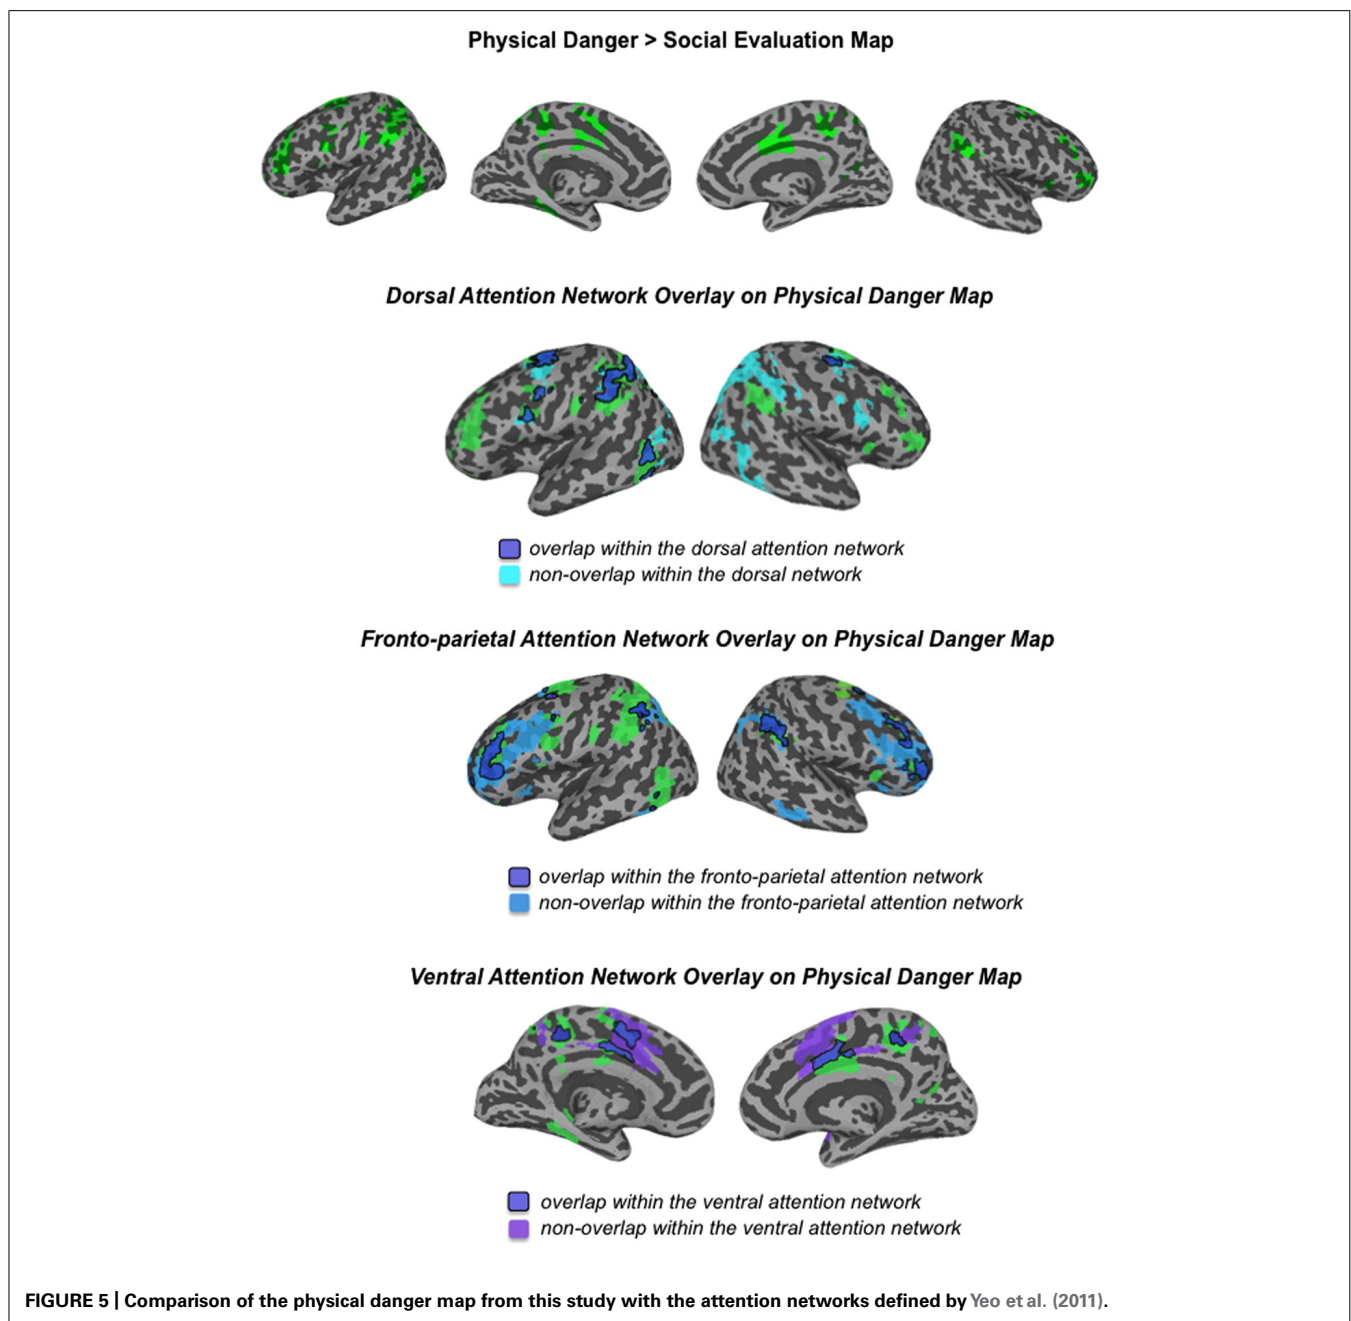 Physical Danger > Social Evaluation Map
Dorsal Attention Network Overlay on Physical Danger Map
overlap within the dorsal attention network
non-overlap within the dorsal network
Fronto-parietal Attention Network Overlay on Physical Danger Map
overlap within the fronto-parietal attention network
non-overlap within the fronto-parietal attention network
Ventral Attention Network Overlay on Physical Danger Map
overlap within the ventral attention network
non-overlap within the ventral attention network
FIGURE 5 | Comparison of the physical danger map from this study with the attention networks defined by Yeo et al. (2011).